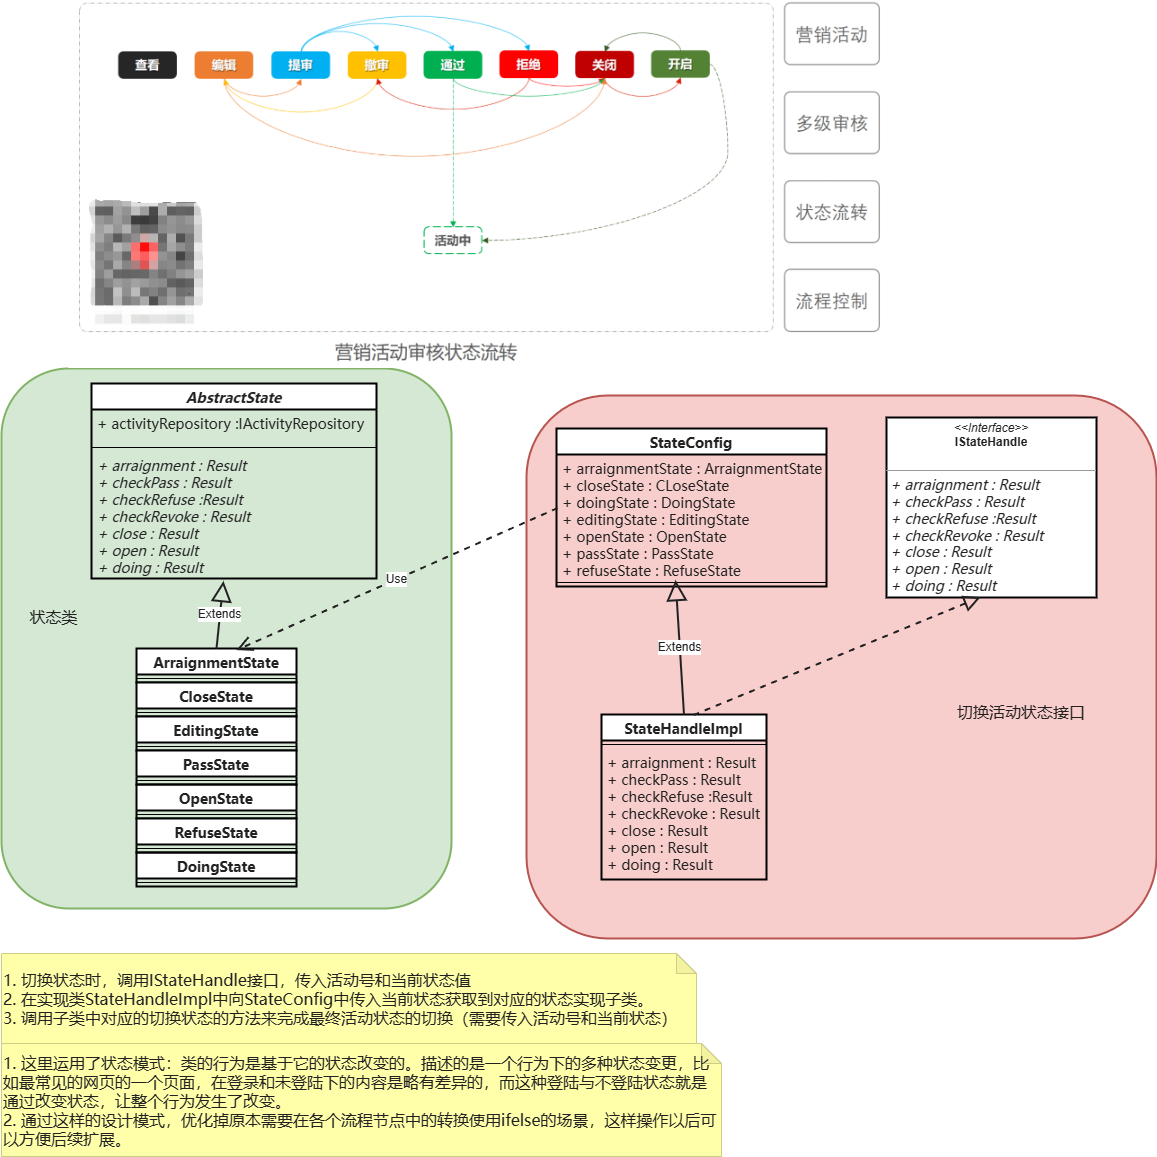 查看
编辑
提审
撤审
通过
拒绝
关闭
开启
活动中
营销活动
多级审核
状态流转
流程控制
营销活动审核状态流转
AbstractState
+ activityRepository :IActivityRepository
+ arraignment : Result
+ checkPass : Result
+ checkRefuse :Result
+ checkRevoke : Result
+ close : Result
+ open : Result
+ doing : Result
Extends
状态类
ArraignmentState
CloseState
EditingState
PassState
OpenState
RefuseState
DoingState
Use
StateConfig
+ arraignmentState : ArraignmentState
+ closeState : CLoseState
+ doingState : DoingState
+ editingState : EditingState
+ openState : OpenState
+ passState : PassState
+ refuseState : RefuseState
<<Interface>>
IStateHandle
+ arraignment : Result
+ checkPass : Result
+ checkRefuse :Result
+ checkRevoke : Result
+ close : Result
+ open : Result
+ doing : Result
Extends
切换活动状态接口
StateHandleImpl
+ arraignment : Result
+ checkPass : Result
+ checkRefuse :Result
+ checkRevoke : Result
+ close : Result
+ open : Result
+ doing : Result
1. 切换状态时，调用IStateHandle接口，传入活动号和当前状态值
2. 在实现类StateHandleImpl中向StateConfig中传入当前状态获取到对应的状态实现子类。
3. 调用子类中对应的切换状态的方法来完成最终活动状态的切换（需要传入活动号和当前状态）
1. 这里运用了状态模式：类的行为是基于它的状态改变的。描述的是一个行为下的多种状态变更，比
如最常见的网页的一个页面，在登录和未登陆下的内容是略有差异的，而这种登陆与不登陆状态就是
通过改变状态，让整个行为发生了改变。
2. 通过这样的设计模式，优化掉原本需要在各个流程节点中的转换使用ifelse的场景，这样操作以后可
以方便后续扩展。